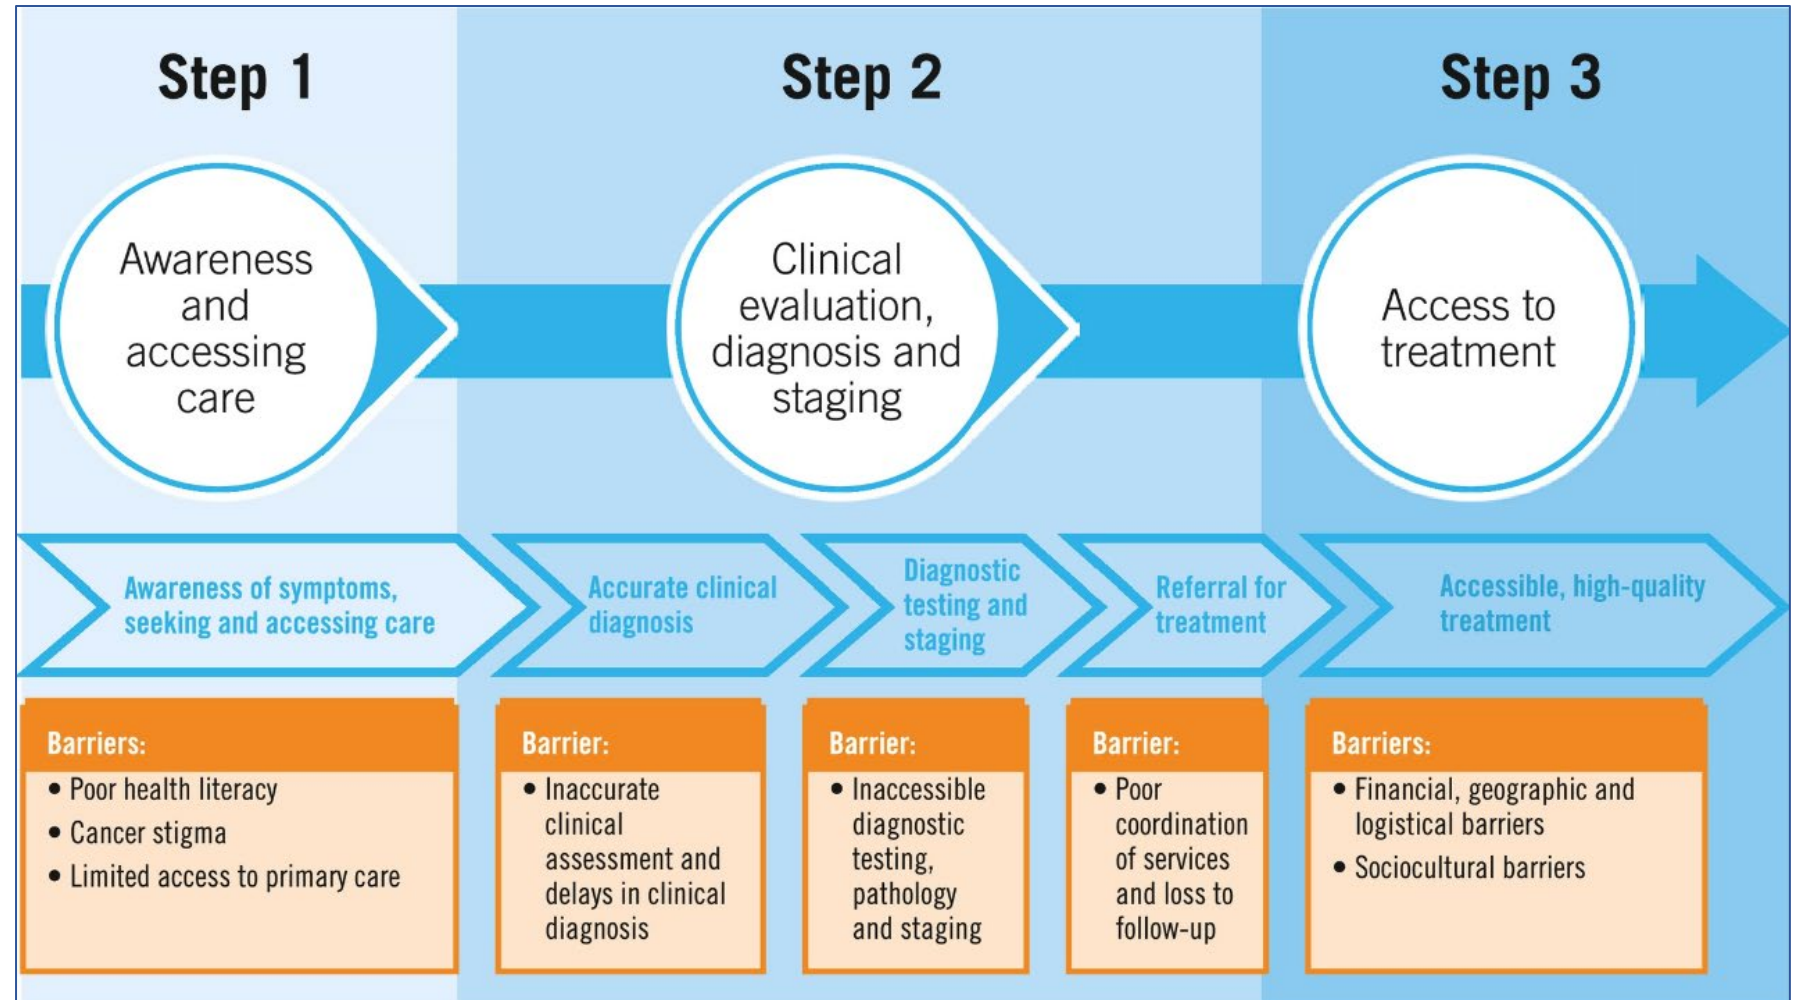 Step 1
Step 2
Step 3
Awareness
and
accessing
care
Clinical
evaluation,
diagnosis and
staging
Access to
treatment
Awareness of symptoms,
seeking and accessing care
Accurate clinical
diagnosis
Diagnostic
testing and
staging
Referral for
treatment
Accessible, high-quality
treatment
Barriers:
• Poor health literacy
• Cancer stigma
• Limited access to primary care
Barrier:
• Inaccurate
clinical
assessment and
delays in clinical
diagnosis
Barrier:
• Inaccessible
diagnostic
testing,
pathology
and staging
Barrier:
• Poor
coordination
of services
and loss to
follow-up
Barriers:
• Financial, geographic and
logistical barriers
• Sociocultural barriers